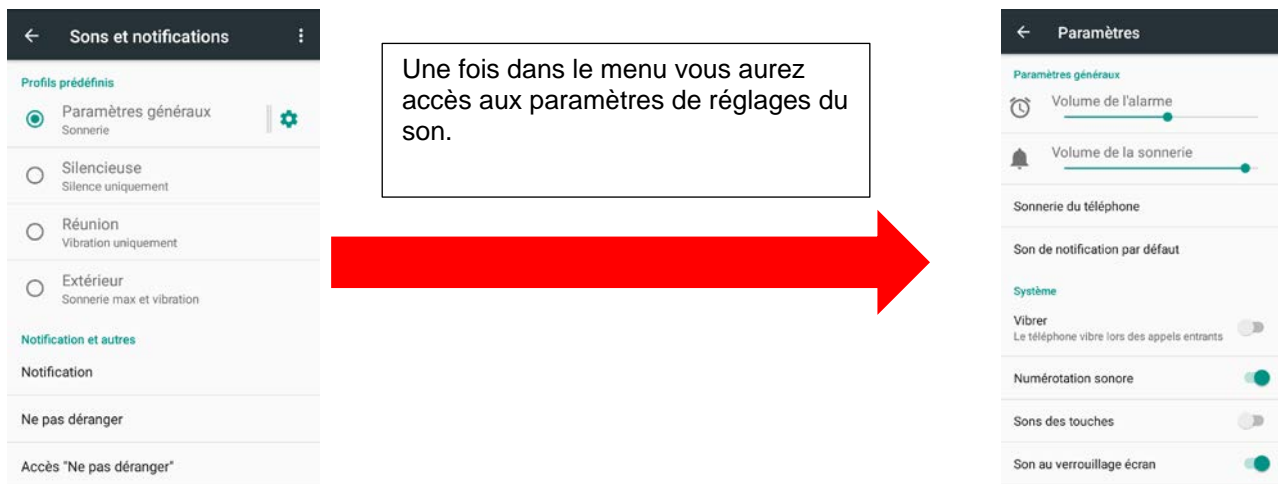 Sons et notifications
Profils prédéfinis
Paramètres généraux
Sonnerie
Silencieuse
Silence uniquement
Réunion
Vibration uniquement
Extérieur
Sonnerie max et vibration
Notification et autres
Notification
Ne pas déranger
Accès "Ne pas déranger"
Une fois dans le menu vous aurez
accès aux paramètres de réglages du
son.
Paramètres
Paramètres généraux
Volume de l'alarme
Volume de la sonnerie
Sonnerie du téléphone
Son de notification par défaut
Système
Vibrer
Le téléphone vibre lors des appels entrants
Numérotation sonore
Sons des touches
Son au verrouillage écran